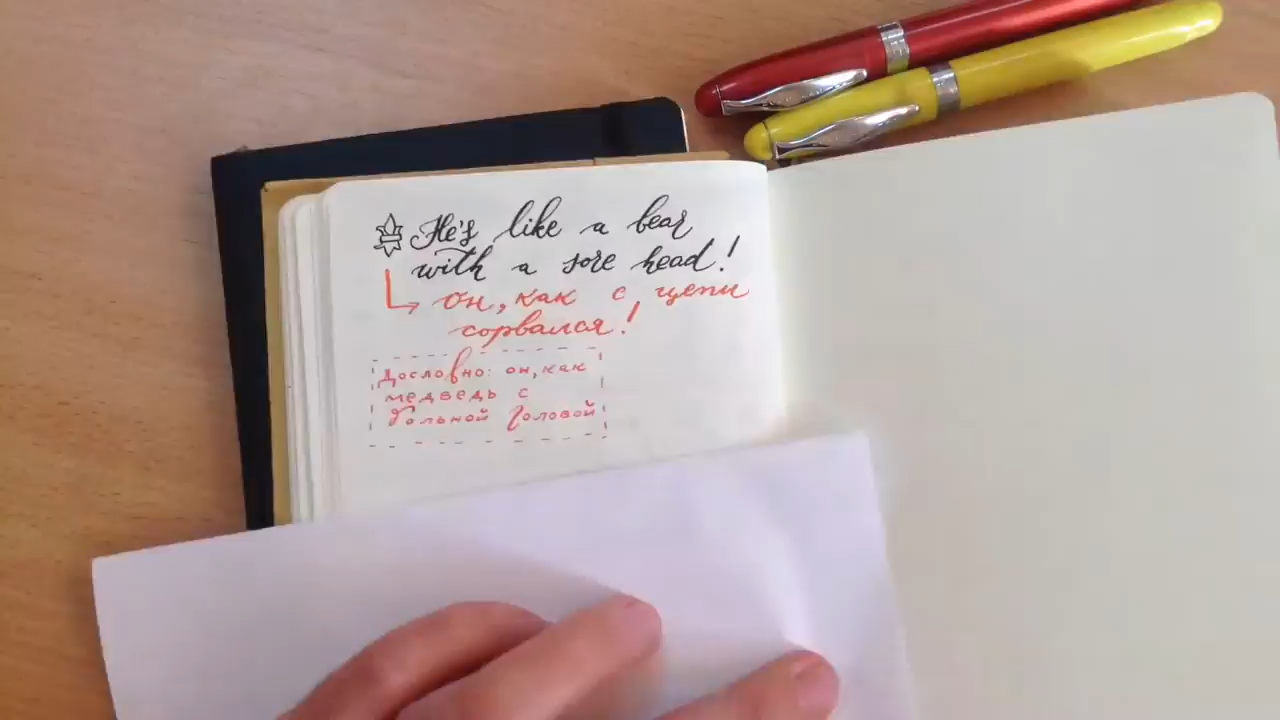 He's like a bear
with a sore head!
он, как с цепи
сорвался!
Дословно: он, как
медведь с
больной головой